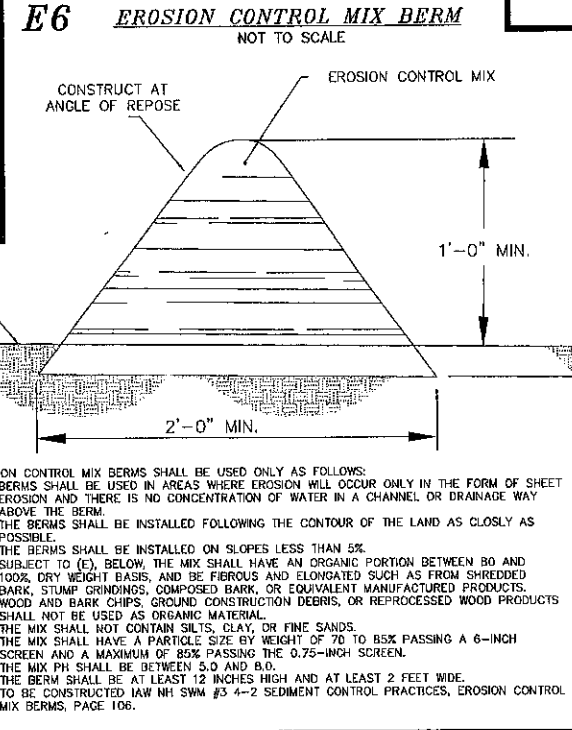 E6 EROSION CONTROL MIX BERM
NOT TO SCALE
CONSTRUCT AT
ANGLE OF REPOSE
EROSION CONTROL MIX
1'-0" MIN.
2'-0" MIN.
ON CONTROL MIX BERMS SHALL BE USED ONLY AS FOLLOWS:
BERMS SHALL BE USED IN AREAS WHERE EROSION WILL OCCUR ONLY IN THE FORM OF SHEET
EROSION AND THERE IS NO CONCENTRATION OF WATER IN A CHANNEL OR DRAINAGE WAY
ABOVE THE BERM.
THE BERMS SHALL BE INSTALLED FOLLOWING THE CONTOUR OF THE LAND AS CLOSLY AS
POSSIBLE.
THE BERMS SHALL BE INSTALLED ON SLOPES LESS THAN 5%.
SUBJECT TO (E), BELOW, THE MIX SHALL HAVE AN ORGANIC PORTION BETWEEN 80 AND
100%, DRY WEIGHT BASIS, AND BE FIBROUS AND ELONGATED SUCH AS FROM SHREDDED
BARK, STUMP GRINDINGS, COMPOSED BARK, OR EQUIVALENT MANUFACTURED PRODUCTS.
WOOD AND BARK CHIPS, GROUND CONSTRUCTION DEBRIS, OR REPROCESSED WOOD PRODUCTS
SHALL NOT BE USED AS ORGANIC MATERIAL.
THE MIX SHALL NOT CONTAIN SILTS, CLAY, OR FINE SANDS.
THE MIX SHALL HAVE A PARTICLE SIZE BY WEIGHT OF 70 TO 85% PASSING A 6-INCH
SCREEN AND A MAXIMUM OF 85% PASSING THE 0.75-INCH SCREEN.
THE MIX PH SHALL BE BETWEEN 5.0 AND 8.0.
THE BERM SHALL BE AT LEAST 12 INCHES HIGH AND AT LEAST 2 FEET WIDE.
TO BE CONSTRUCTED IAW NH SWM #3 4-2 SEDIMENT CONTROL PRACTICES, EROSION CONTROL
MIX BERMS, PAGE 106.